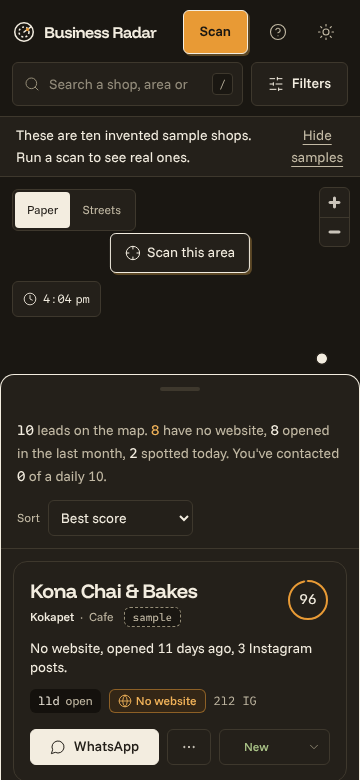 Business Radar
Scan
Search a shop, area or
/
Filters
These are ten invented sample shops.
Run a scan to see real ones.
Hide
samples
Paper
Streets
Scan this area
4:04 pm
10 leads on the map. 8 have no website, 8 opened
in the last month, 2 spotted today. You've contacted
0 of a daily 10.
Sort
Best score
Kona Chai & Bakes
96
Kokapet · Cafe
sample
No website, opened 11 days ago, 3 Instagram
posts.
11d open
No website
212 IG
WhatsApp
New